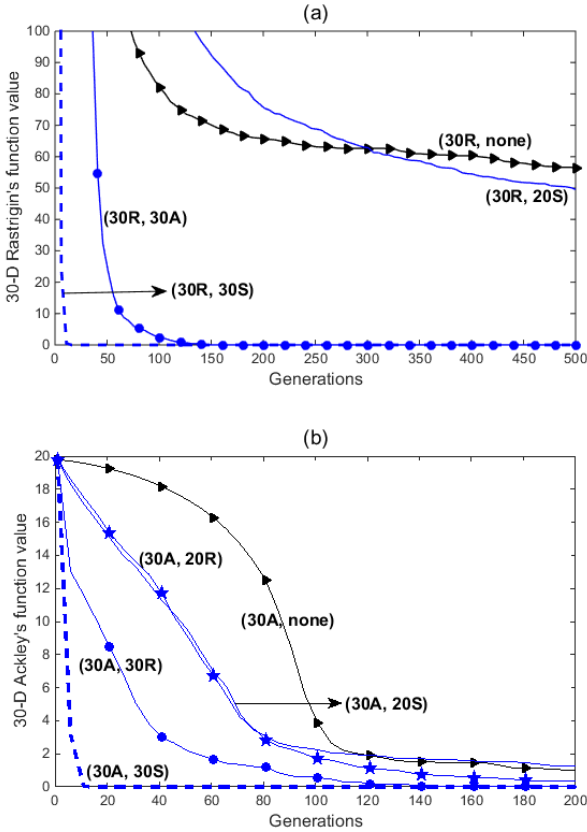 (a)
30-D Rastrigin's function value
100
90
80
70
60
50
40
30
20
10
0
(30R, none)
(30R, 20S)
(30R, 30A)
(30R, 30S)
0 50 100 150 200 250 300 350 400 450 500
Generations
(b)
30-D Ackley's function value
20
18
16
14
12
10
8
6
4
2
0
(30A, 20R)
(30A, none)
(30A, 30R)
(30A, 20S)
(30A, 30S)
0 20 40 60 80 100 120 140 160 180 200
Generations